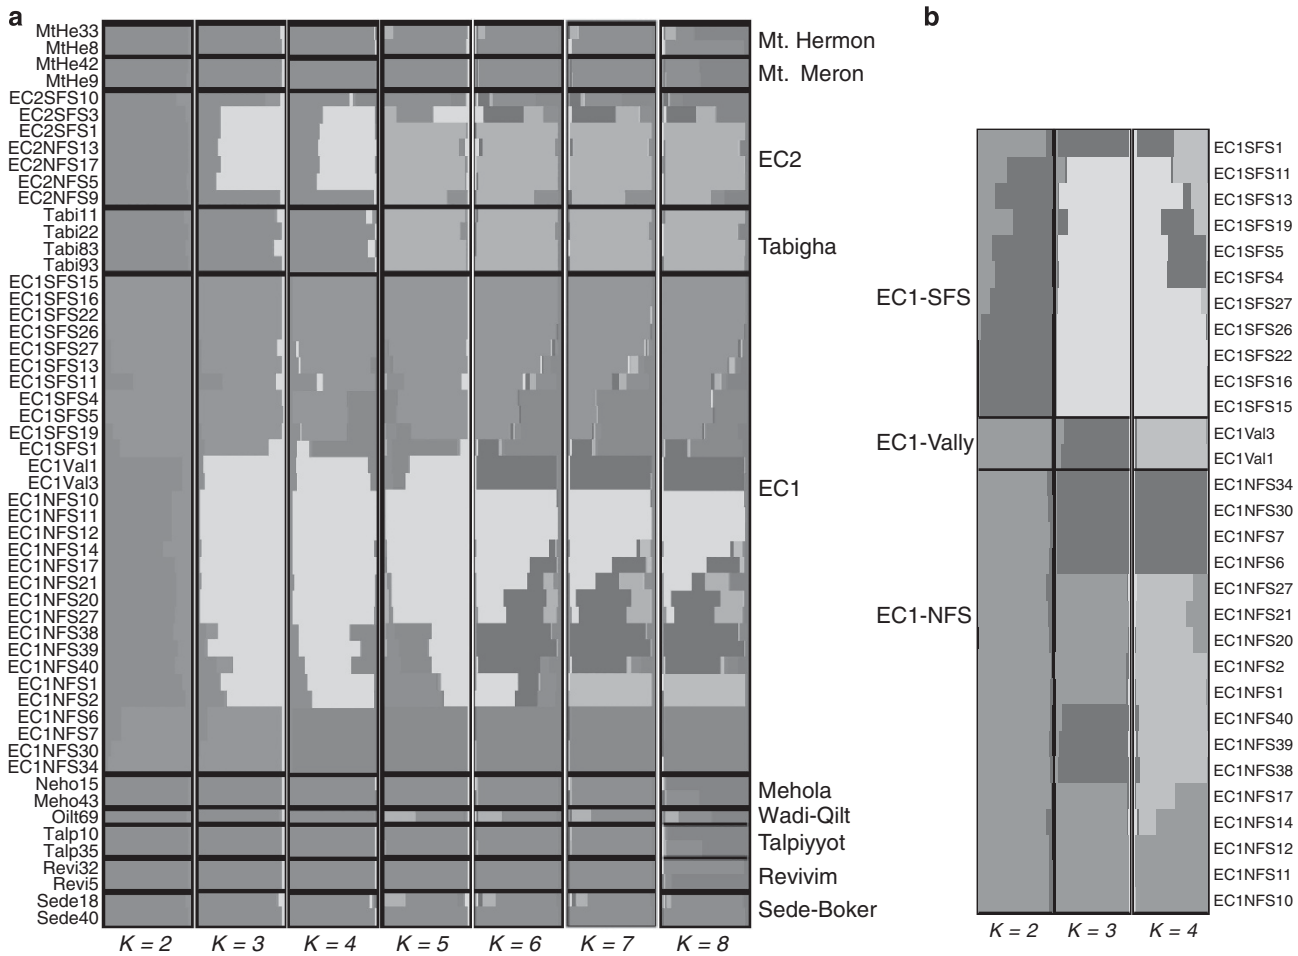 a
MtHe33
MtHe8
MtHe42
MtHe9
EC2SFS10
EC2SFS3
EC2SFS1
EC2NFS13
EC2NFS17
EC2NFS5
EC2NFS9
Tabi11
Tabi22
Tabi83
Tabi93
EC1SFS15
EC1SFS16
EC1SFS22
EC1SFS26
EC1SFS27
EC1SFS13
EC1SFS11
EC1SFS4
EC1SFS5
EC1SFS19
EC1SFS1
EC1Val1
EC1Val3
EC1NFS10
EC1NFS11
EC1NFS12
EC1NFS14
EC1NFS17
EC1NFS21
EC1NFS20
EC1NFS27
EC1NFS38
EC1NFS39
EC1NFS40
EC1NFS1
EC1NFS2
EC1NFS6
EC1NFS7
EC1NFS30
EC1NFS34
Neho15
Meho43
Oilt69
Talp10
Talp35
Revi32
Revi5
Sede18
Sede40
Mt. Hermon
Mt. Meron
EC2
Tabigha
EC1
Mehola
Wadi-Qilt
Talpiyyot
Revivim
Sede-Boker
K = 2
K = 3
K = 4
K = 5
K = 6
K = 7
K = 8
b
EC1-SFS
EC1-Vally
EC1-NFS
EC1SFS1
EC1SFS11
EC1SFS13
EC1SFS19
EC1SFS5
EC1SFS4
EC1SFS27
EC1SFS26
EC1SFS22
EC1SFS16
EC1SFS15
EC1Val3
EC1Val1
EC1NFS34
EC1NFS30
EC1NFS7
EC1NFS6
EC1NFS27
EC1NFS21
EC1NFS20
EC1NFS2
EC1NFS1
EC1NFS40
EC1NFS39
EC1NFS38
EC1NFS17
EC1NFS14
EC1NFS12
EC1NFS11
EC1NFS10
K = 2
K = 3
K = 4